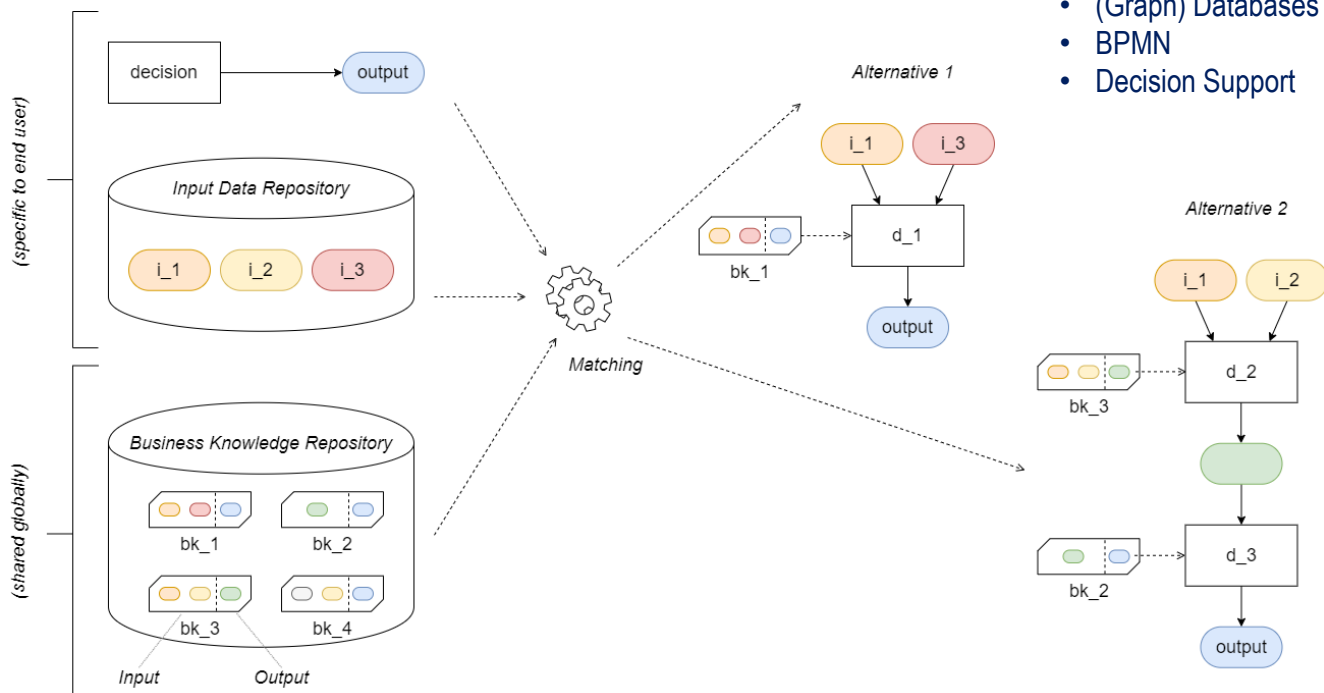 • (Graph) Databases
• BPMN
• Decision Support
(specific to end user)
decision
output
Input Data Repository
i_1
i_2
i_3
(shared globally)
Business Knowledge Repository
bk_1
bk_2
bk_3
bk_4
Input
Output
Matching
Alternative 1
i_1
i_3
bk_1
d_1
output
Alternative 2
i_1
i_2
bk_3
d_2
bk_2
d_3
output